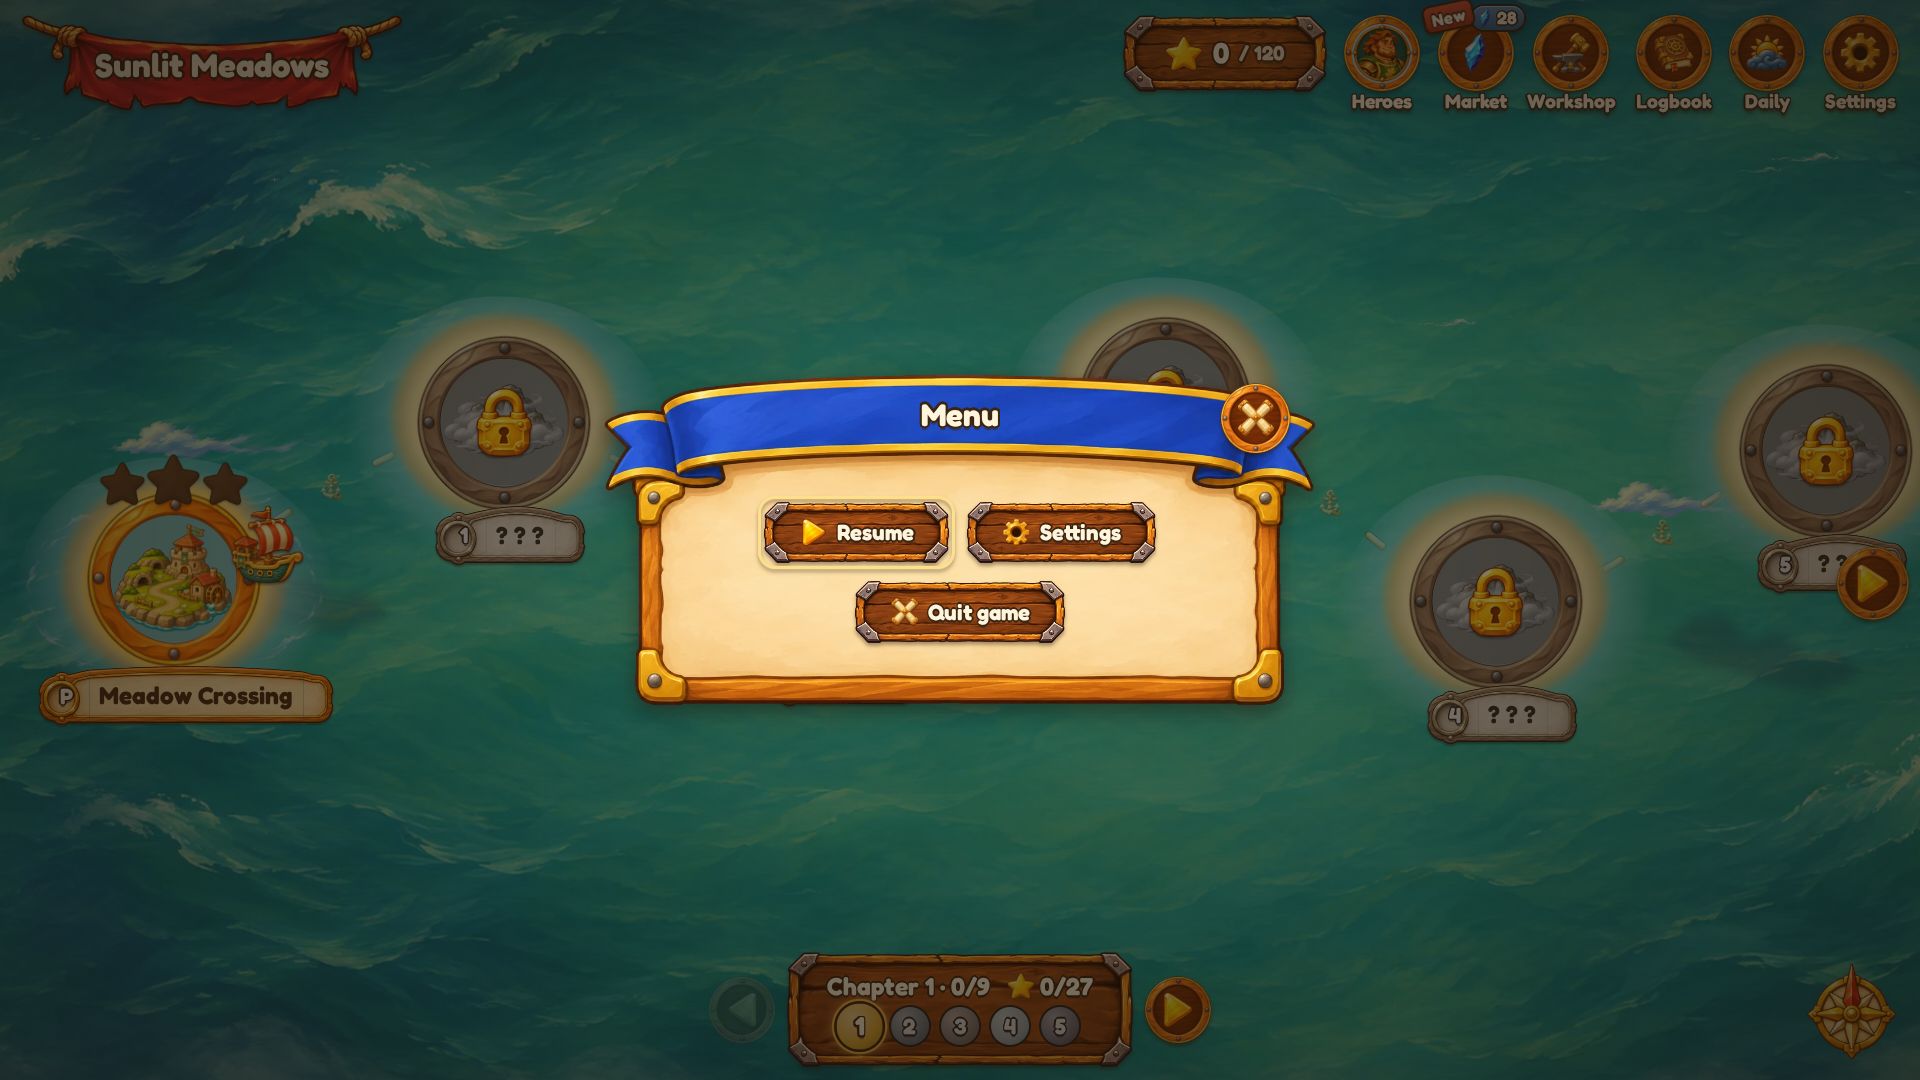 Sunlit Meadows
0 / 120
New
28
Heroes
Market
Workshop
Logbook
Daily
Settings
Menu
Resume
Settings
Quit game
1
? ? ?
P
Meadow Crossing
4
? ? ?
5
? ?
Chapter 1 · 0/9
0/27
1
2
3
4
5